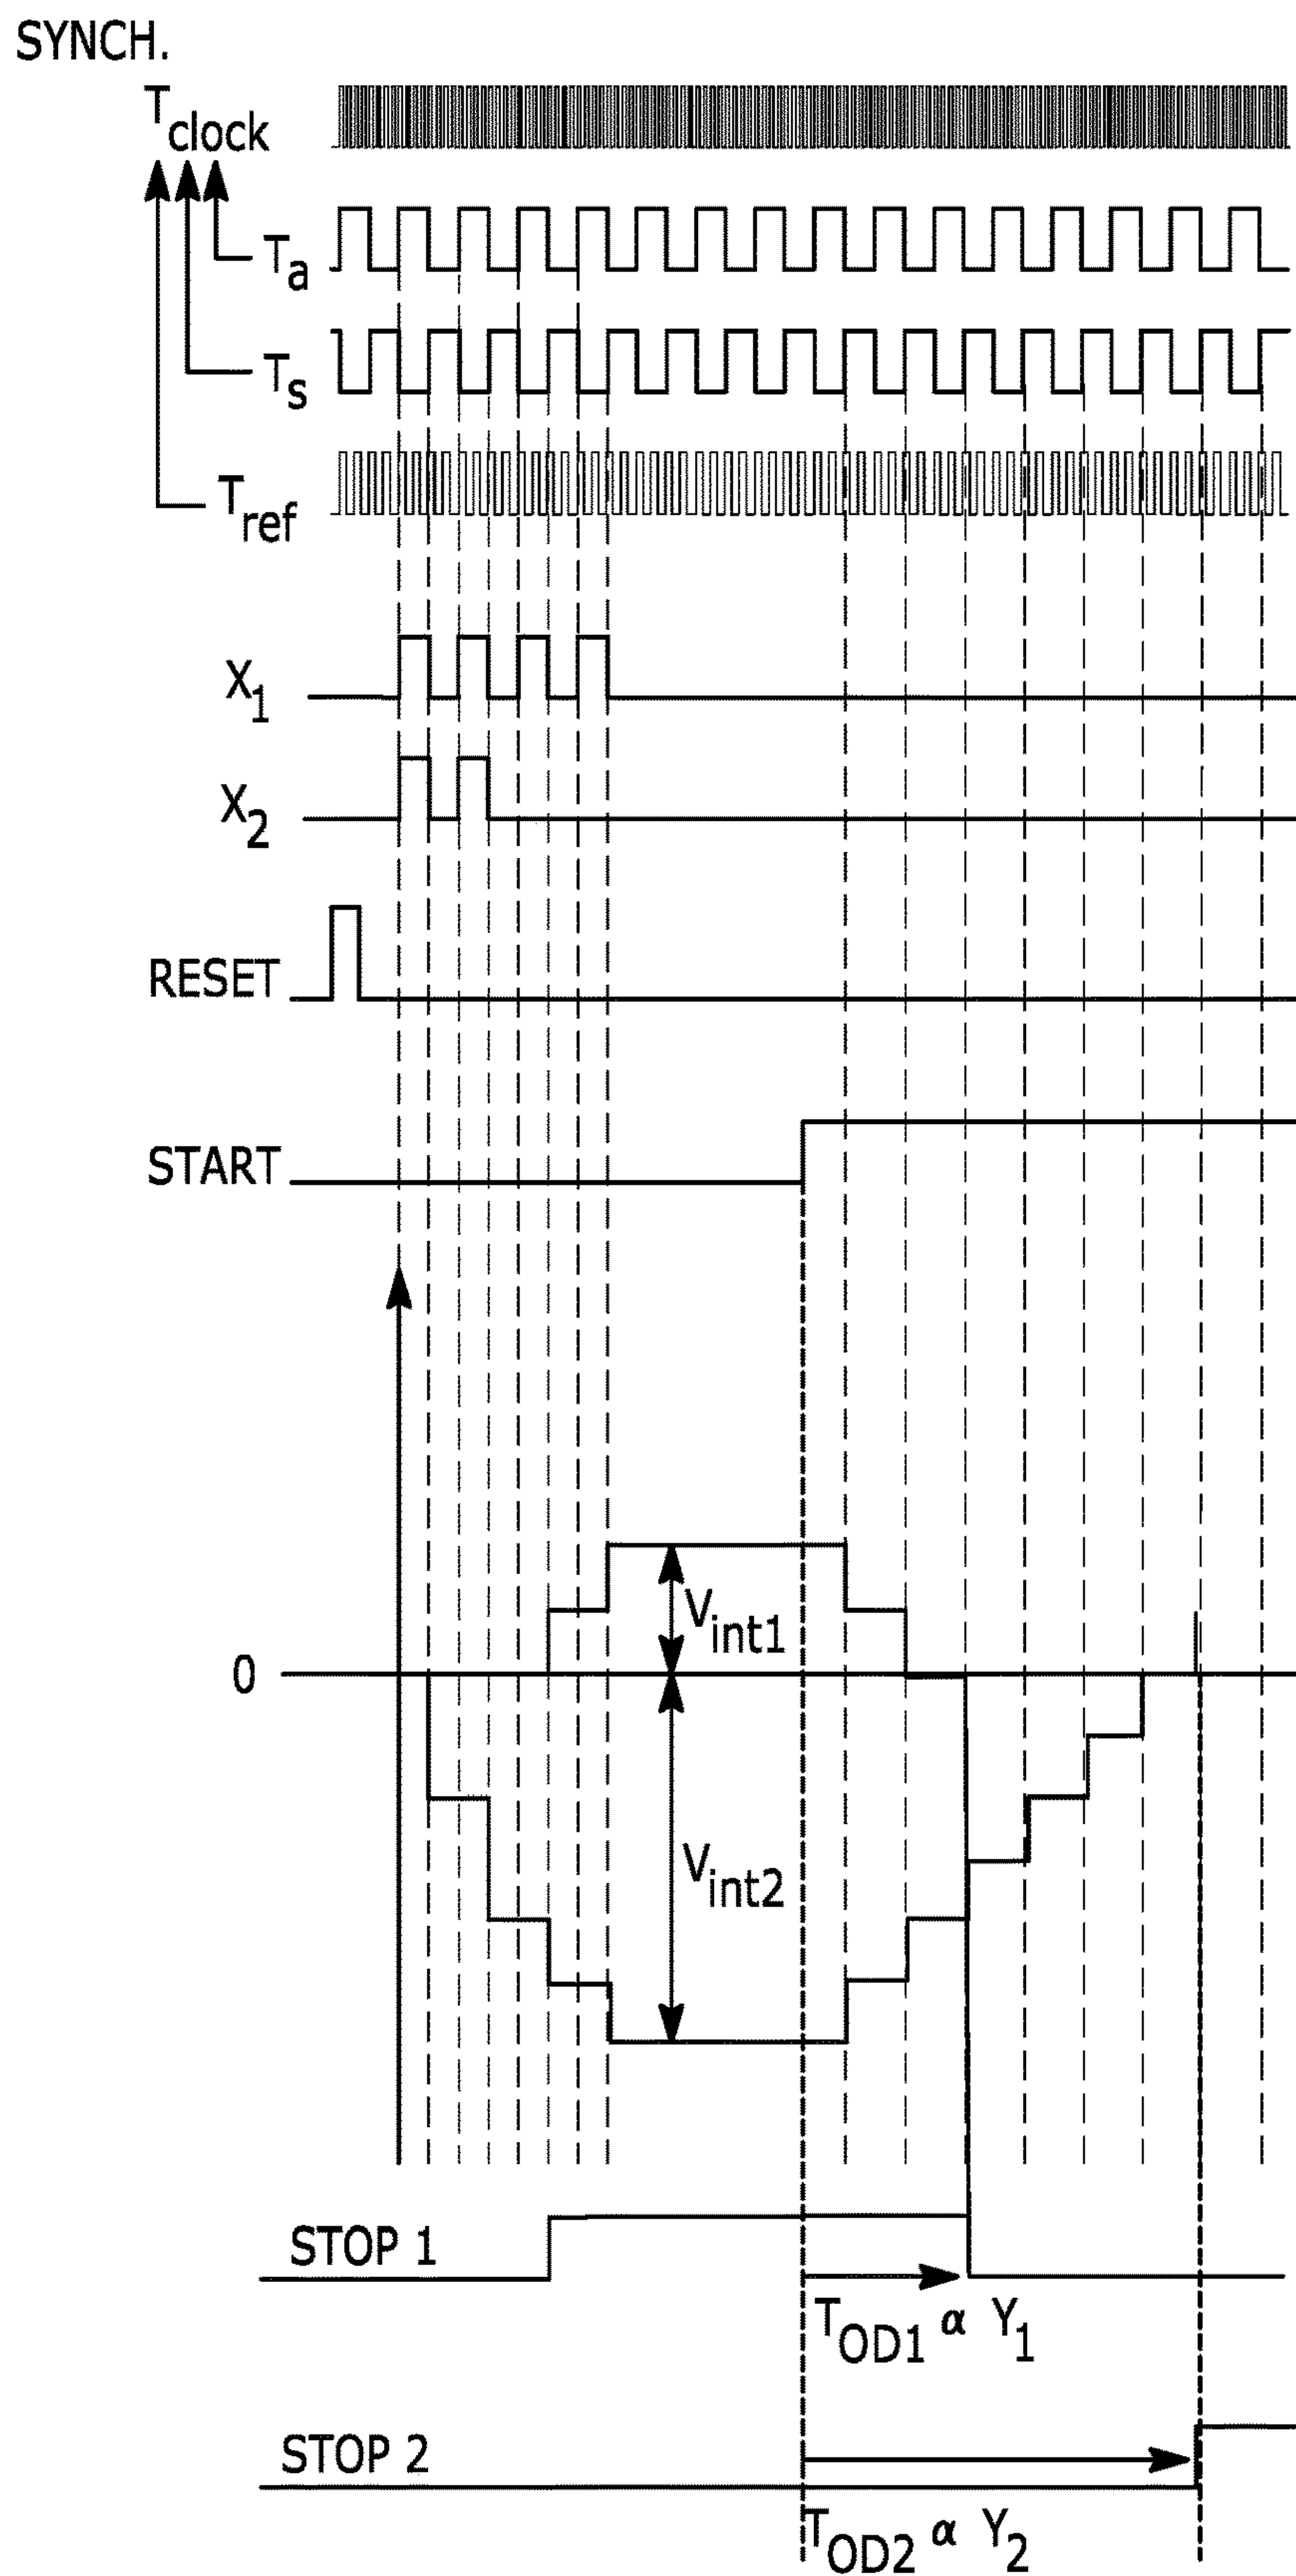 SYNCH.
Tclock
Ta
Ts
Tref
X1
X2
RESET
START
Vint1
0
Vint2
STOP 1
TOD1 α Y1
STOP 2
TOD2 α Y2